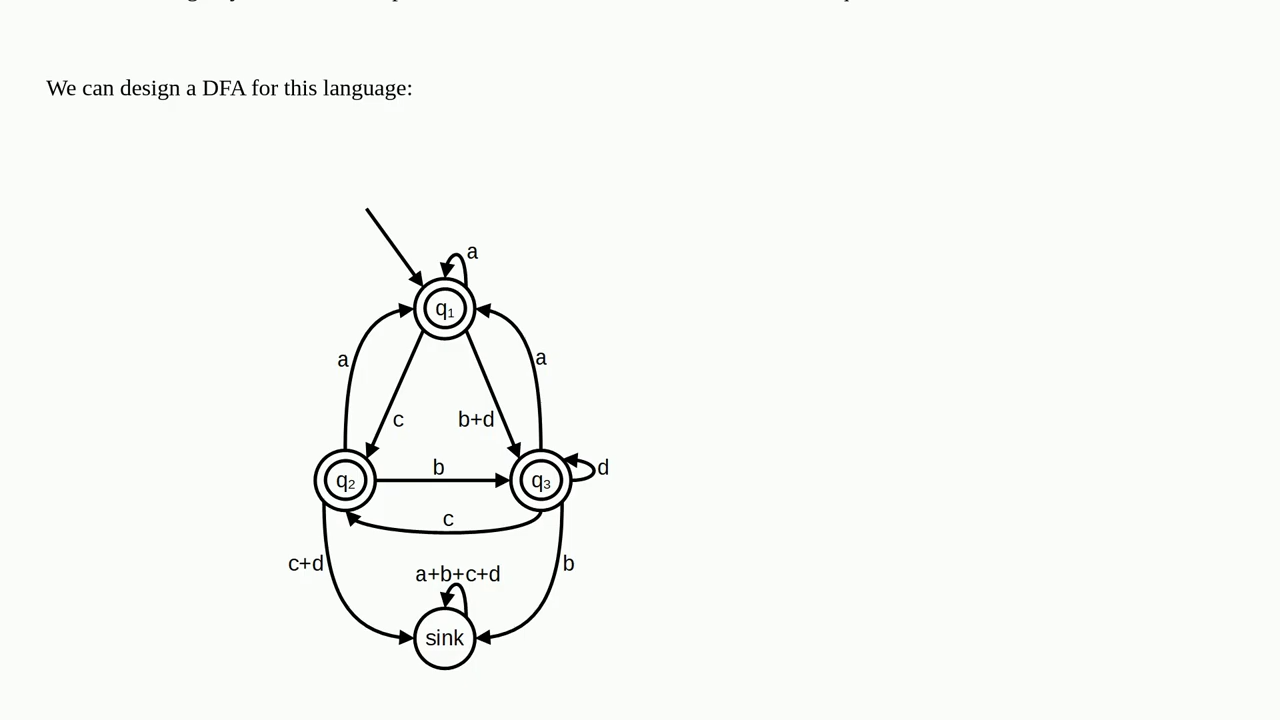 We can design a DFA for this language:
a
q₁
a
a
c
b+d
b
d
q₂
q₃
c
c+d
a+b+c+d
b
sink